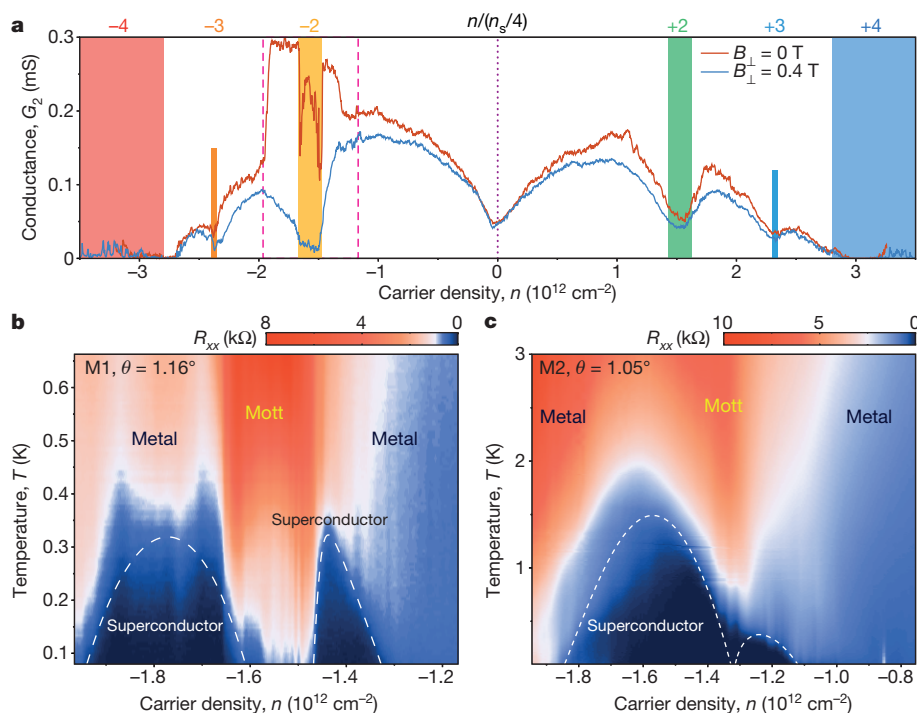 a
n/(nₛ/4)
−4 −3 −2 +2 +3 +4
0.3
0.2
0.1
0
Conductance, G₂ (mS)
B⊥ = 0 T
B⊥ = 0.4 T
−3 −2 −1 0 1 2 3
Carrier density, n (10¹² cm⁻²)
b
Rₓₓ (kΩ) 8 4 0
M1, θ = 1.16°
Mott
Metal
Metal
Superconductor
Superconductor
0.6
0.5
0.4
0.3
0.2
0.1
Temperature, T (K)
−1.8 −1.6 −1.4 −1.2
Carrier density, n (10¹² cm⁻²)
c
Rₓₓ (kΩ) 10 5 0
M2, θ = 1.05°
Metal
Mott
Metal
Superconductor
3
2
1
Temperature, T (K)
−1.8 −1.6 −1.4 −1.2 −1.0 −0.8
Carrier density, n (10¹² cm⁻²)